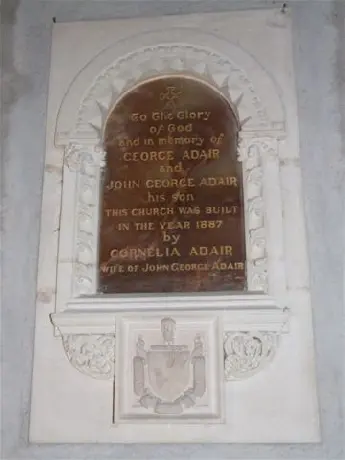 To The Glory
of God
and in memory of
GEORGE ADAIR
and
JOHN GEORGE ADAIR
his son
THIS CHURCH WAS BUILT
IN THE YEAR 1887
by
CORNELIA ADAIR
WIFE OF JOHN GEORGE ADAIR